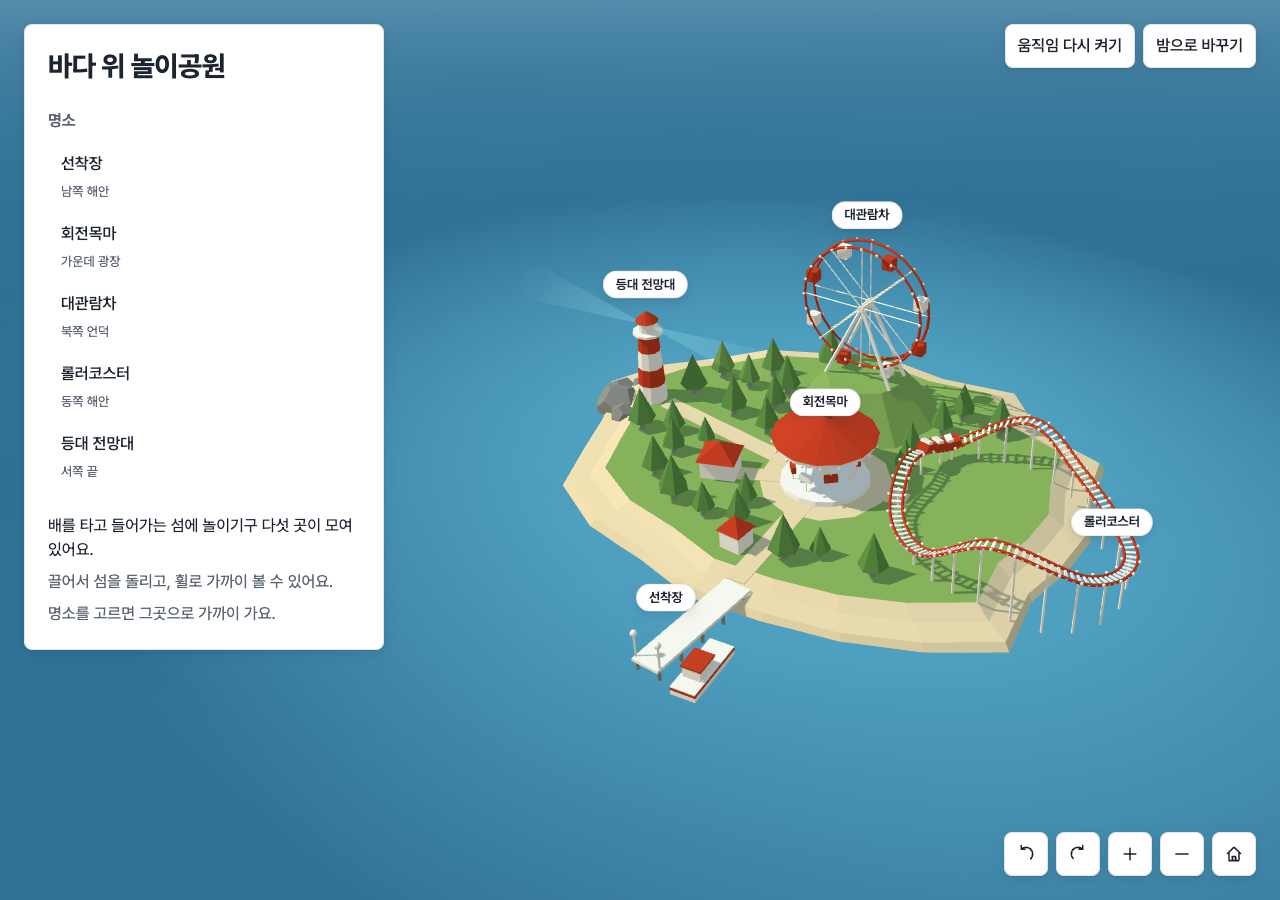 바다 위 놀이공원
명소
선착장
남쪽 해안
회전목마
가운데 광장
대관람차
북쪽 언덕
롤러코스터
동쪽 해안
등대 전망대
서쪽 끝
배를 타고 들어가는 섬에 놀이기구 다섯 곳이 모여
있어요.
끌어서 섬을 돌리고, 휠로 가까이 볼 수 있어요.
명소를 고르면 그곳으로 가까이 가요.
움직임 다시 켜기
밤으로 바꾸기
대관람차
등대 전망대
회전목마
롤러코스터
선착장